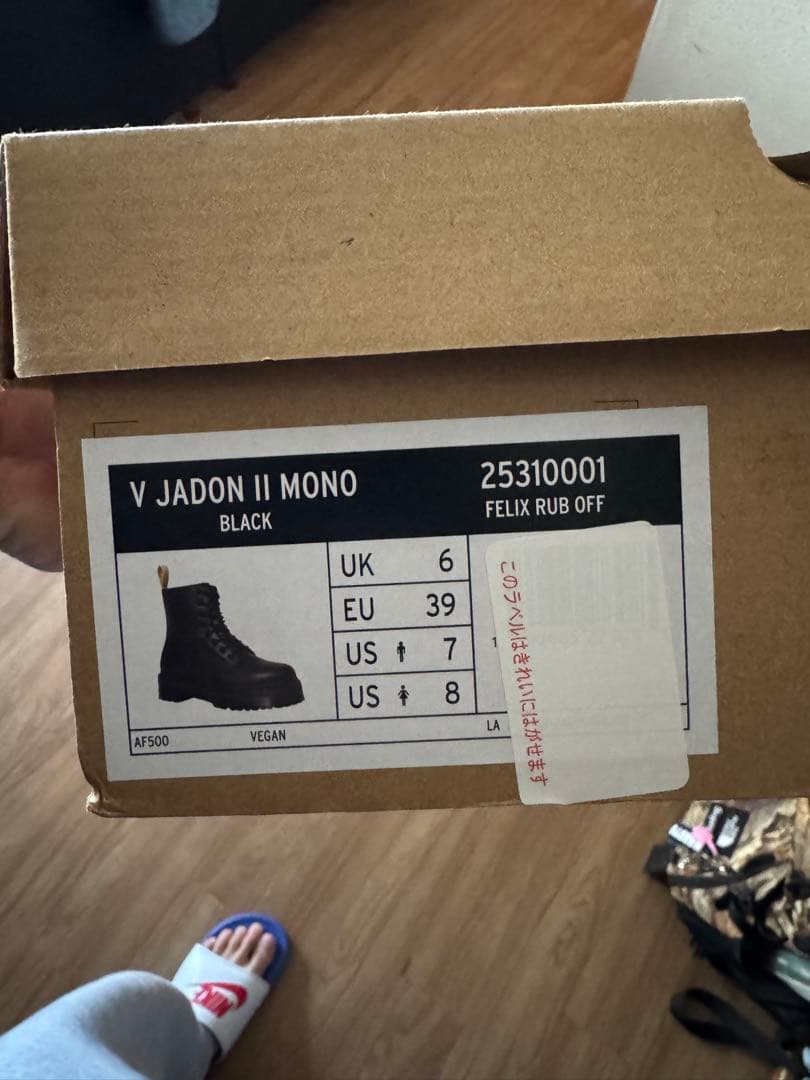 V JADON II MONO
BLACK
25310001
FELIX RUB OFF
UK 6
EU 39
US 7
US 8
AF500
VEGAN
LA
このラベルはきれいにはがせます